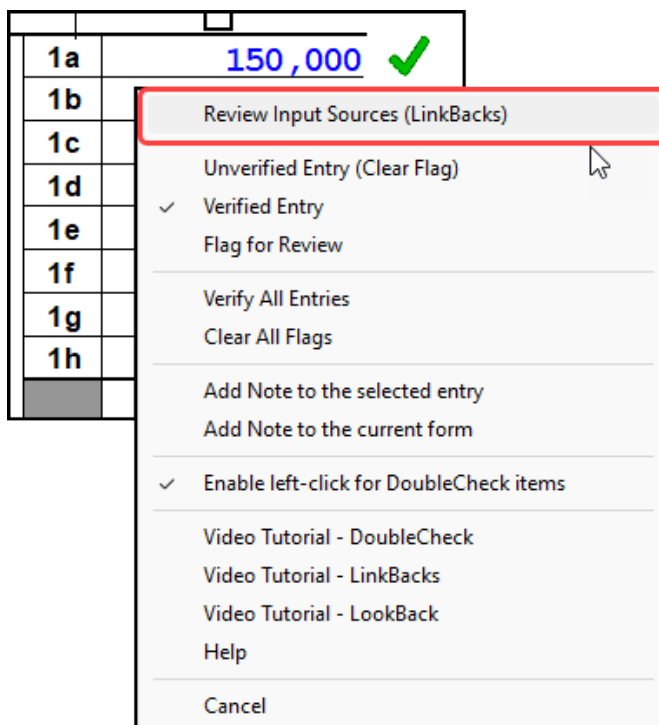 1a 150,000
1b
1c
1d
1e
1f
1g
1h
Review Input Sources (LinkBacks)
Unverified Entry (Clear Flag)
Verified Entry
Flag for Review
Verify All Entries
Clear All Flags
Add Note to the selected entry
Add Note to the current form
Enable left-click for DoubleCheck items
Video Tutorial - DoubleCheck
Video Tutorial - LinkBacks
Video Tutorial - LookBack
Help
Cancel